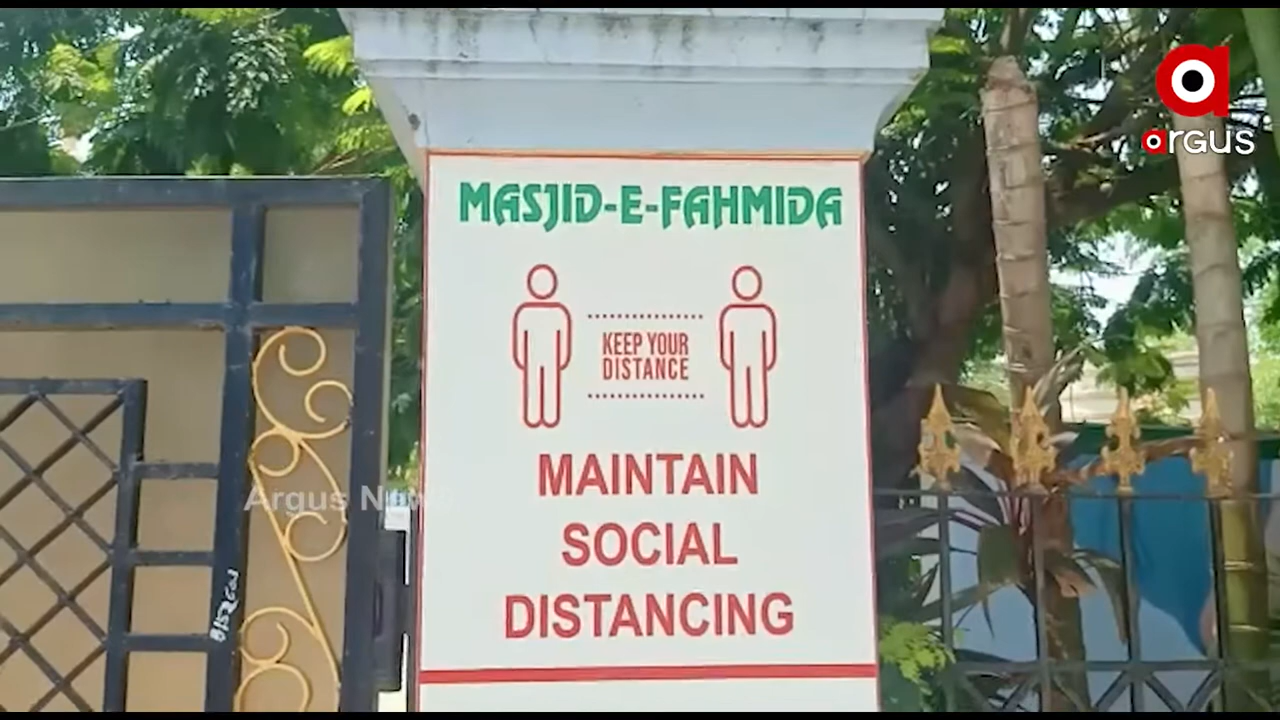 argus
MASJID-E-FAHMIDA
KEEP YOUR
DISTANCE
MAINTAIN
SOCIAL
DISTANCING
Argus News